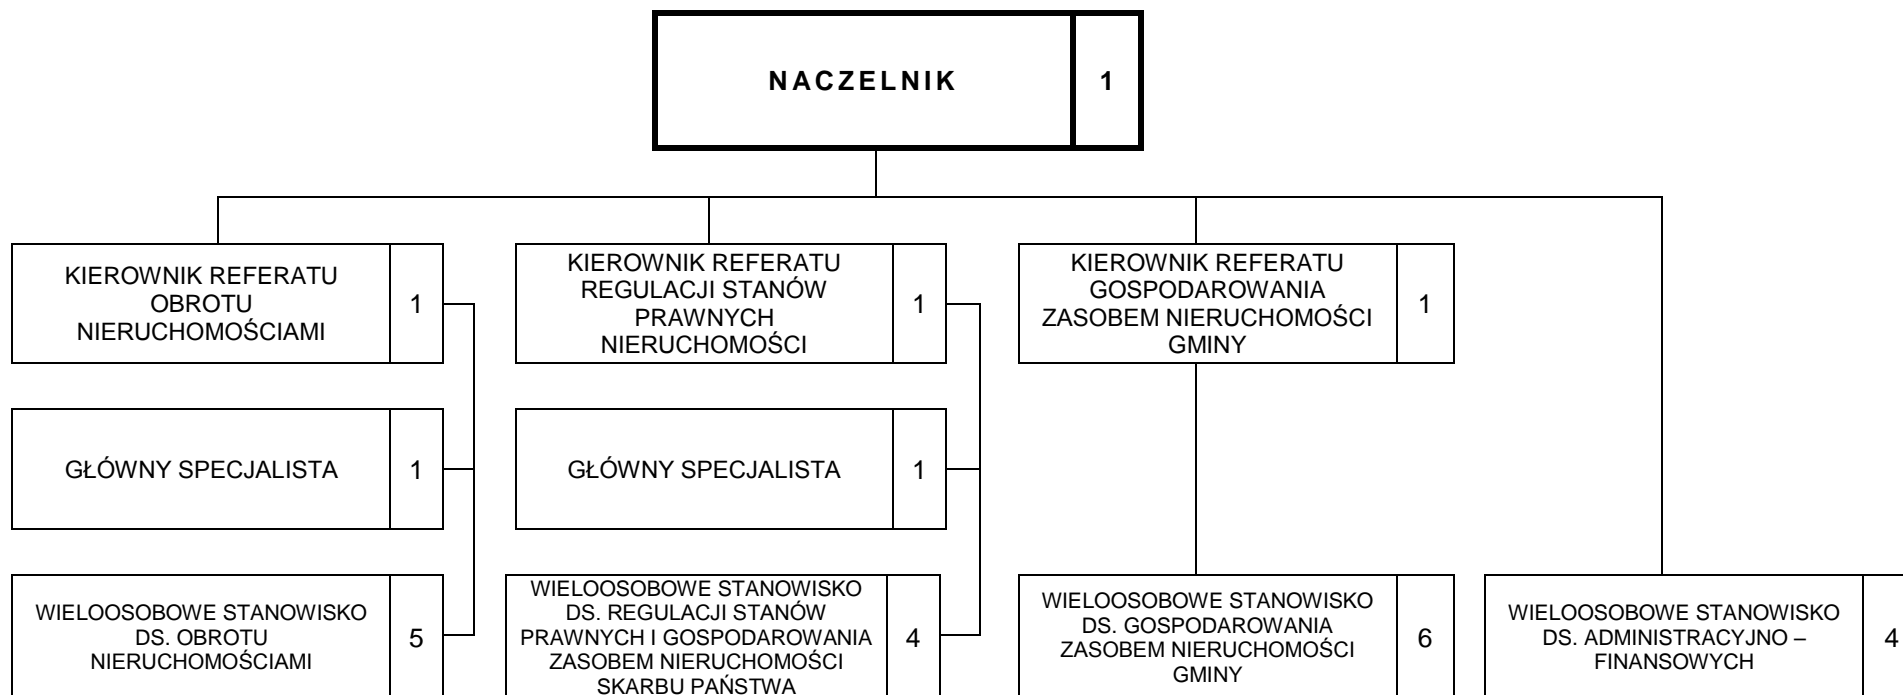 NACZELNIK
1
KIEROWNIK REFERATU
OBROTU
NIERUCHOMOŚCIAMI
1
KIEROWNIK REFERATU
REGULACJI STANÓW
PRAWNYCH
NIERUCHOMOŚCI
1
KIEROWNIK REFERATU
GOSPODAROWANIA
ZASOBEM NIERUCHOMOŚCI
GMINY
1
GŁÓWNY SPECJALISTA
1
GŁÓWNY SPECJALISTA
1
WIELOOSOBOWE STANOWISKO
DS. OBROTU
NIERUCHOMOŚCIAMI
5
WIELOOSOBOWE STANOWISKO
DS. REGULACJI STANÓW
PRAWNYCH I GOSPODAROWANIA
ZASOBEM NIERUCHOMOŚCI
SKARBU PAŃSTWA
4
WIELOOSOBOWE STANOWISKO
DS. GOSPODAROWANIA
ZASOBEM NIERUCHOMOŚCI
GMINY
6
WIELOOSOBOWE STANOWISKO
DS. ADMINISTRACYJNO –
FINANSOWYCH
4